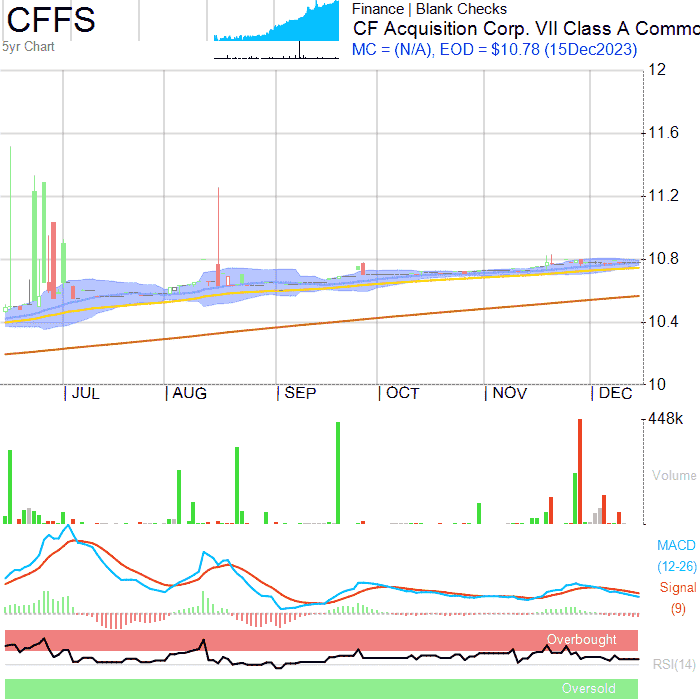 CFFS
5yr Chart
Finance | Blank Checks
CF Acquisition Corp. VII Class A Commo
MC = (N/A), EOD = $10.78 (15Dec2023)
12
11.6
11.2
10.8
10.4
10
JUL AUG SEP OCT NOV DEC
448k
Volume
MACD
(12-26)
Signal
(9)
Overbought
RSI(14)
Oversold